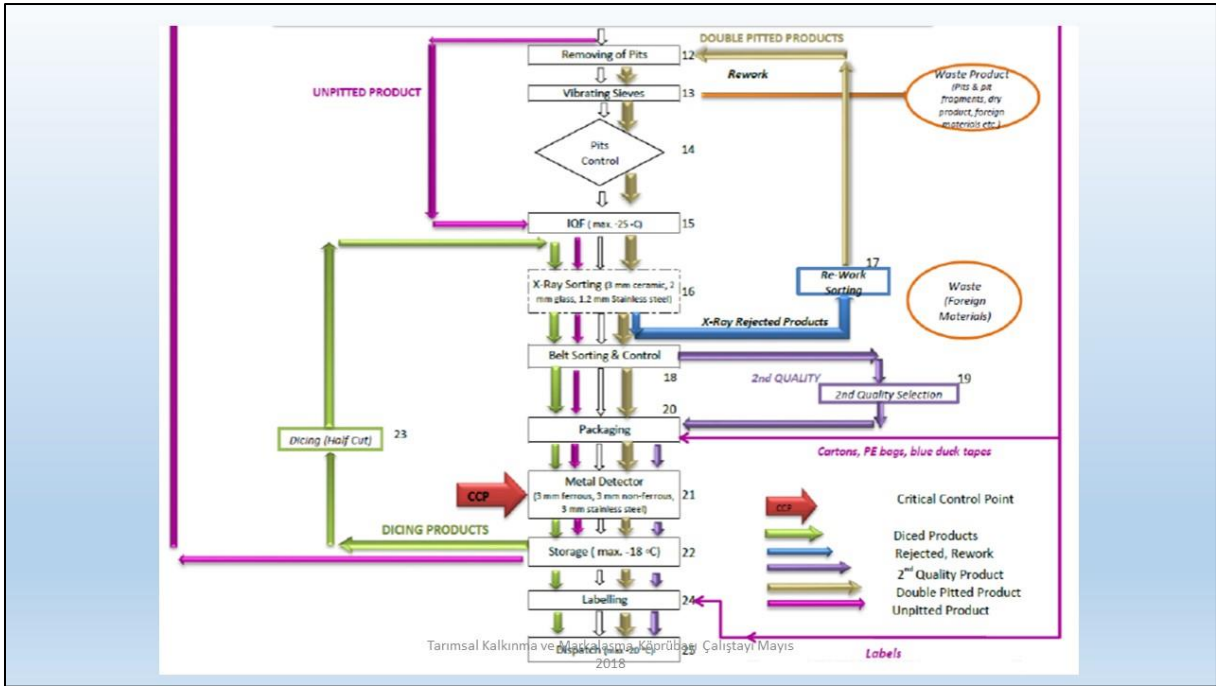 DOUBLE PITTED PRODUCTS
Removing of Pits
12
Rework
Waste Product
(Pits & pit
fragments, dry
product, foreign
materials etc.)
UNPITTED PRODUCT
Vibrating Sieves
13
Pits
Control
14
IQF ( max. -25 ºC)
15
17
Re-Work
Sorting
X-Ray Sorting (3 mm ceramic, 2
mm glass, 1.2 mm Stainless steel)
16
Waste
(Foreign
Materials)
X-Ray Rejected Products
Belt Sorting & Control
18
2nd QUALITY
19
2nd Quality Selection
20
Packaging
Dicing (Half Cut)
23
Cartons, PE bags, blue duck tapes
CCP
Metal Detector
(3 mm ferrous, 3 mm non-ferrous,
3 mm stainless steel)
21
CCP
Critical Control Point
DICING PRODUCTS
Diced Products
Storage ( max. -18 ºC)
22
Rejected, Rework
2nd Quality Product
Double Pitted Product
Labelling
24
Unpitted Product
Tarımsal Kalkınma ve Markalaşma Köprübaşı Çalıştayı Mayıs
2018
Dispatch (max -20 ºC)
25
Labels